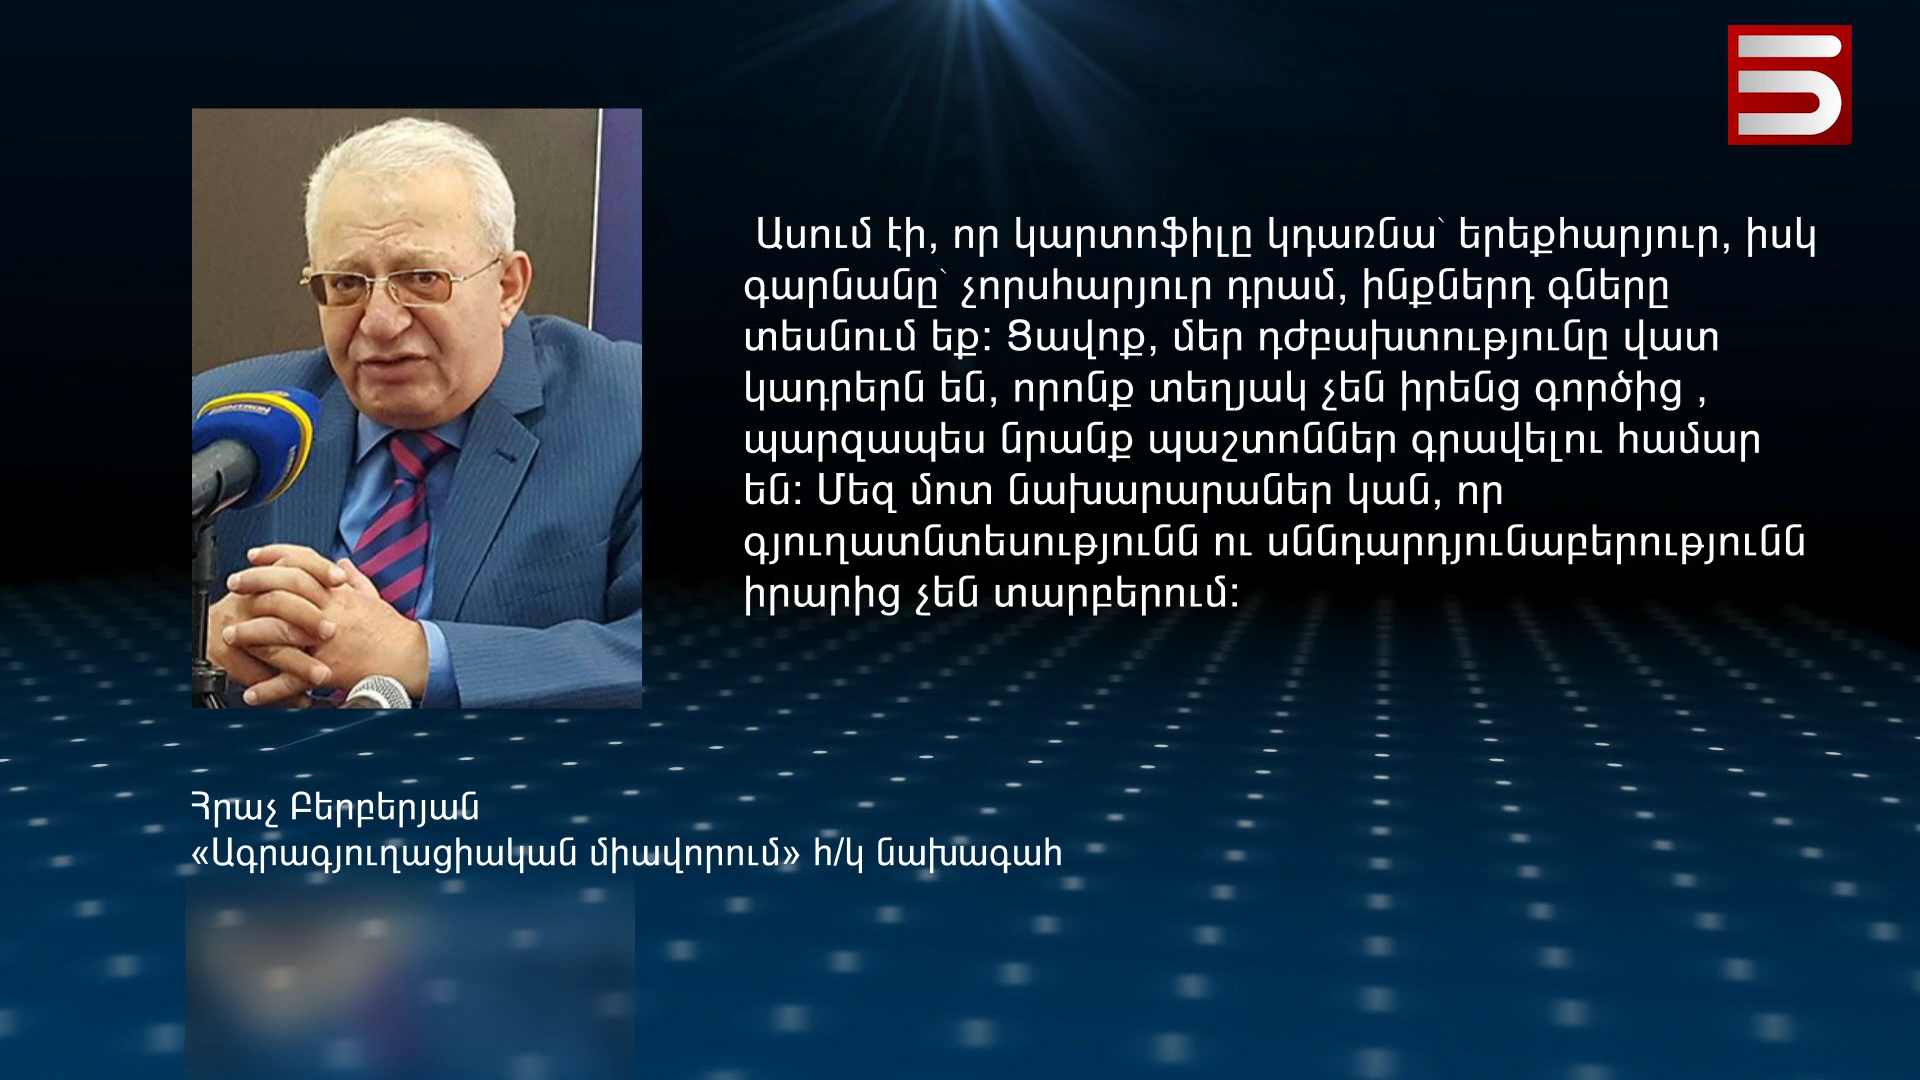 Ասում էի, որ կարտոֆիլը կդառնա՝ երեքհարյուր, իսկ
գարնանը՝ չորսհարյուր դրամ, ինքներդ գները
տեսնում եք: Ցավոք, մեր դժբախտությունը վատ
կադրերն են, որոնք տեղյակ չեն իրենց գործից ,
պարզապես նրանք պաշտոններ գրավելու համար
են: Մեզ մոտ նախարարաներ կան, որ
գյուղատնտեսությունն ու սննդարդյունաբերությունն
իրարից չեն տարբերում:
Հրաչ Բերբերյան
«Ագրագյուղացիական միավորում» հ/կ նախագահ